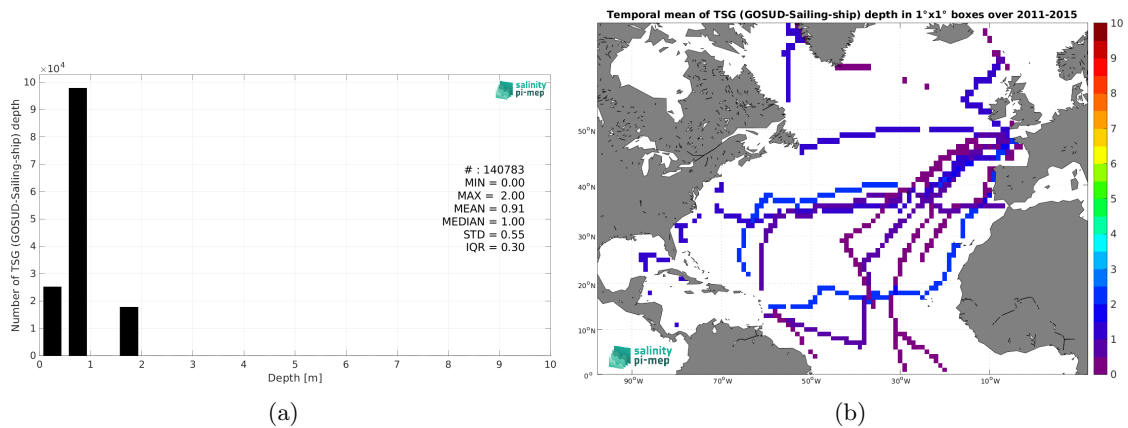 ×10⁴
10
9
8
7
6
5
4
3
2
1
0
Number of TSG (GOSUD-Sailing-ship) depth
salinity
pi-mep
# : 140783
MIN = 0.00
MAX = 2.00
MEAN = 0.91
MEDIAN = 1.00
STD = 0.55
IQR = 0.30
0 1 2 3 4 5 6 7 8 9 10
Depth [m]
(a)
Temporal mean of TSG (GOSUD-Sailing-ship) depth in 1°x1° boxes over 2011-2015
50°N
40°N
30°N
20°N
10°N
0°
90°W 70°W 50°W 30°W 10°W
salinity
pi-mep
10
9
8
7
6
5
4
3
2
1
0
(b)